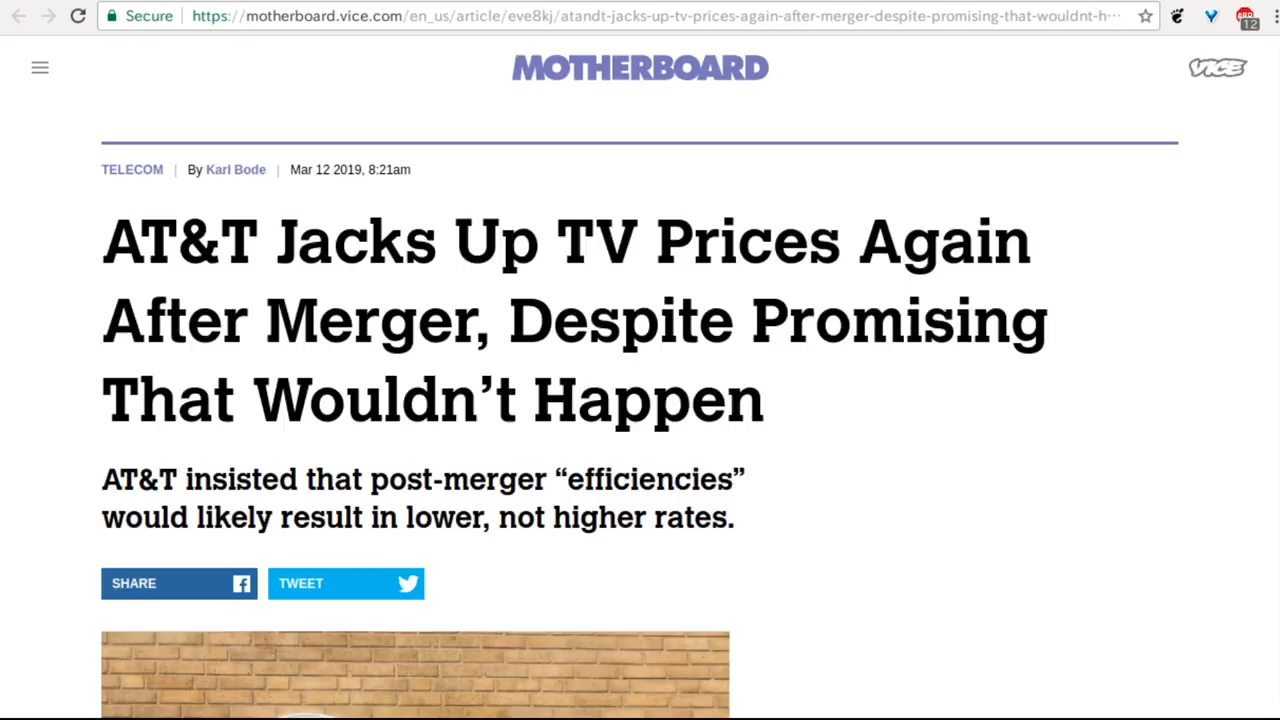 Secure https://motherboard.vice.com/en_us/article/eve8kj/atandt-jacks-up-tv-prices-again-after-merger-despite-promising-that-wouldnt-h…
12
MOTHERBOARD
VICE
TELECOM | By Karl Bode | Mar 12 2019, 8:21am
AT&T Jacks Up TV Prices Again
After Merger, Despite Promising
That Wouldn’t Happen
AT&T insisted that post-merger “efficiencies”
would likely result in lower, not higher rates.
SHARE
TWEET